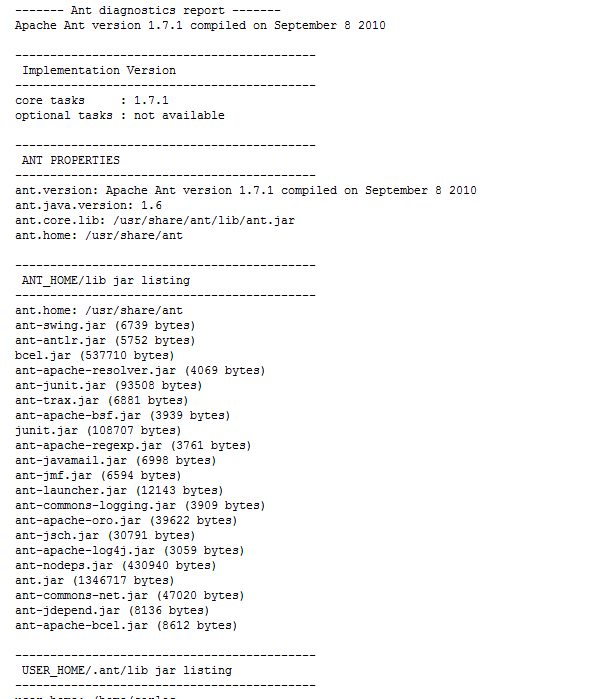 ------- Ant diagnostics report -------
Apache Ant version 1.7.1 compiled on September 8 2010
-------------------------------------------
Implementation Version
-------------------------------------------
core tasks     : 1.7.1
optional tasks : not available
-------------------------------------------
ANT PROPERTIES
-------------------------------------------
ant.version: Apache Ant version 1.7.1 compiled on September 8 2010
ant.java.version: 1.6
ant.core.lib: /usr/share/ant/lib/ant.jar
ant.home: /usr/share/ant
-------------------------------------------
ANT_HOME/lib jar listing
-------------------------------------------
ant.home: /usr/share/ant
ant-swing.jar (6739 bytes)
ant-antlr.jar (5752 bytes)
bcel.jar (537710 bytes)
ant-apache-resolver.jar (4069 bytes)
ant-junit.jar (93508 bytes)
ant-trax.jar (6881 bytes)
ant-apache-bsf.jar (3939 bytes)
junit.jar (108707 bytes)
ant-apache-regexp.jar (3761 bytes)
ant-javamail.jar (6998 bytes)
ant-jmf.jar (6594 bytes)
ant-launcher.jar (12143 bytes)
ant-commons-logging.jar (3909 bytes)
ant-apache-oro.jar (39622 bytes)
ant-jsch.jar (30791 bytes)
ant-apache-log4j.jar (3059 bytes)
ant-nodeps.jar (430940 bytes)
ant.jar (1346717 bytes)
ant-commons-net.jar (47020 bytes)
ant-jdepend.jar (8136 bytes)
ant-apache-bcel.jar (8612 bytes)
-------------------------------------------
USER_HOME/.ant/lib jar listing
-------------------------------------------